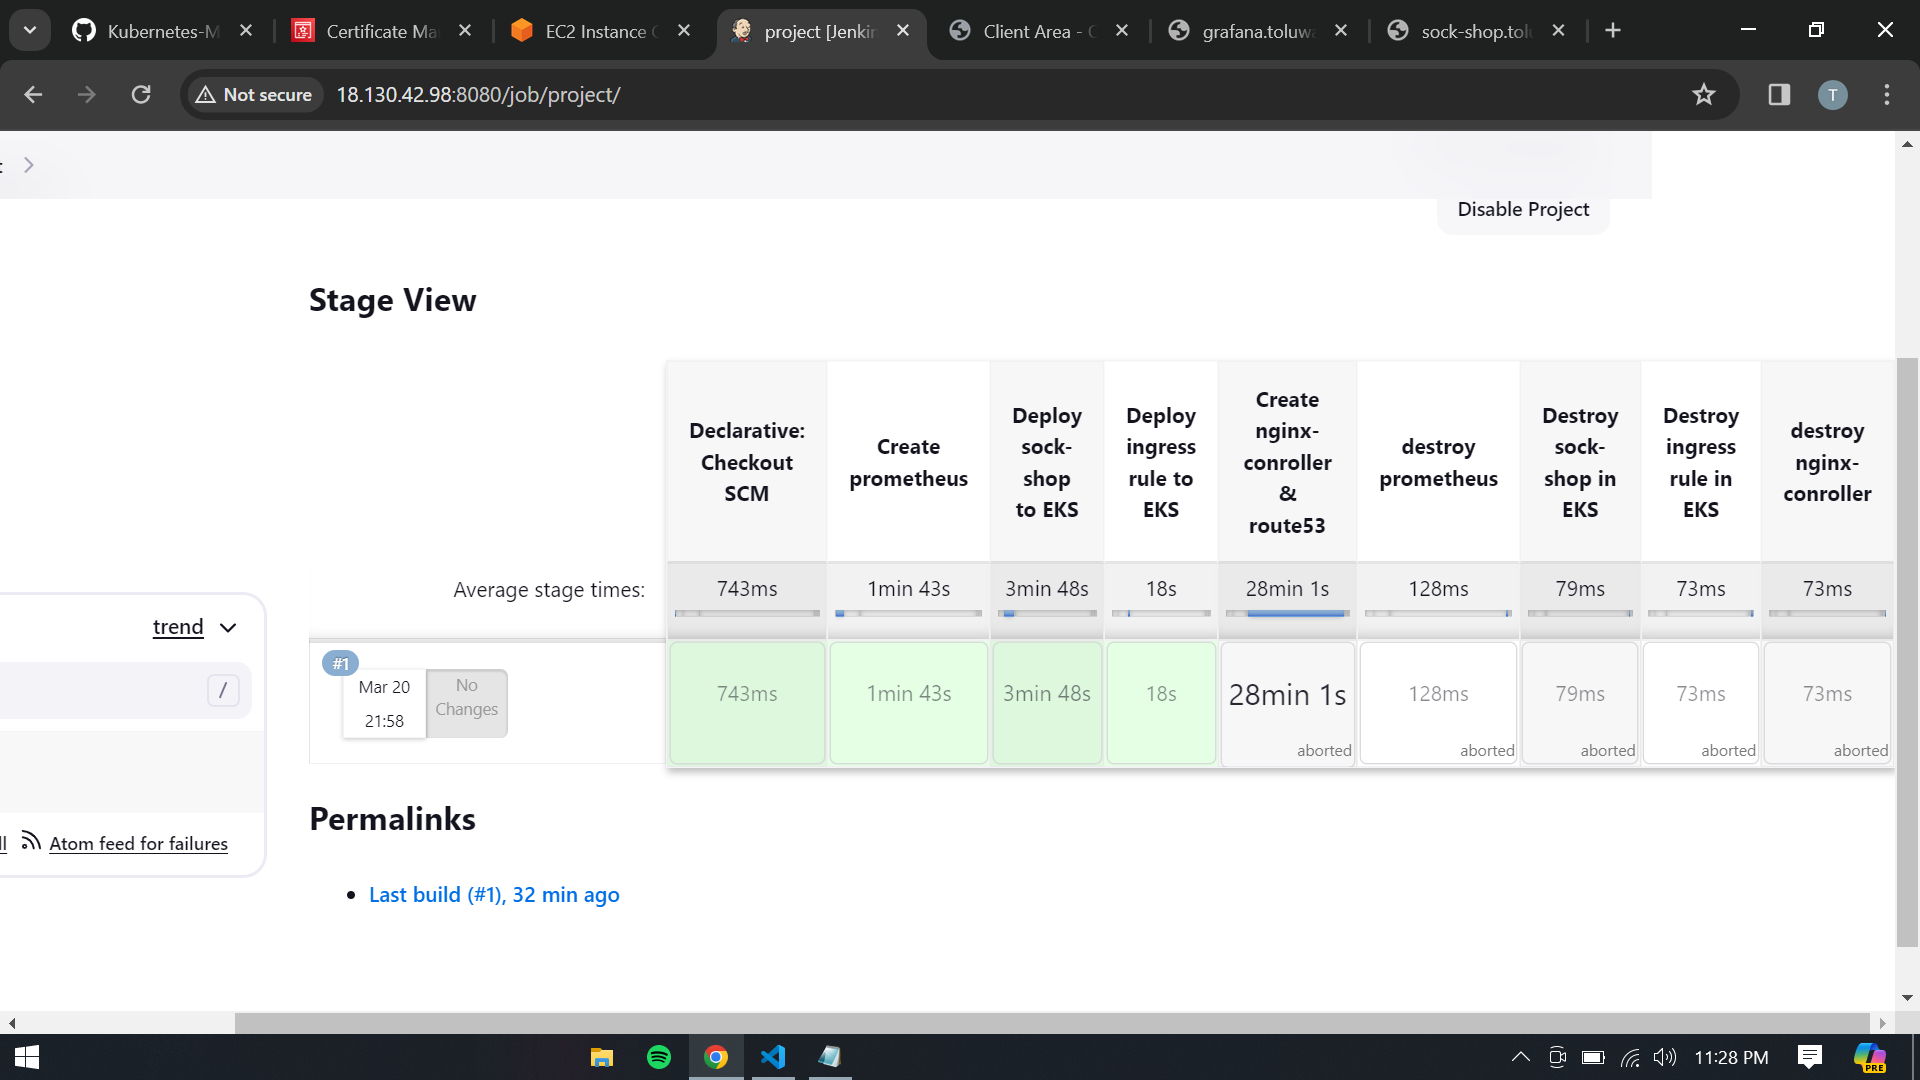 Kubernetes-M
Certificate Ma
EC2 Instance C
project [Jenkin
Client Area - C
grafana.toluwa
sock-shop.tolu
Not secure
18.130.42.98:8080/job/project/
T
Disable Project
Stage View
Declarative:
Checkout
SCM
Create
prometheus
Deploy
sock-
shop
to EKS
Deploy
ingress
rule to
EKS
Create
nginx-
conroller
&
route53
destroy
prometheus
Destroy
sock-
shop in
EKS
Destroy
ingress
rule in
EKS
destroy
nginx-
conroller
Average stage times:
743ms
1min 43s
3min 48s
18s
28min 1s
128ms
79ms
73ms
73ms
trend
/
#1
Mar 20
21:58
No
Changes
743ms
1min 43s
3min 48s
18s
28min 1s
aborted
128ms
aborted
79ms
aborted
73ms
aborted
73ms
aborted
Atom feed for failures
Permalinks
Last build (#1), 32 min ago
11:28 PM
PRE